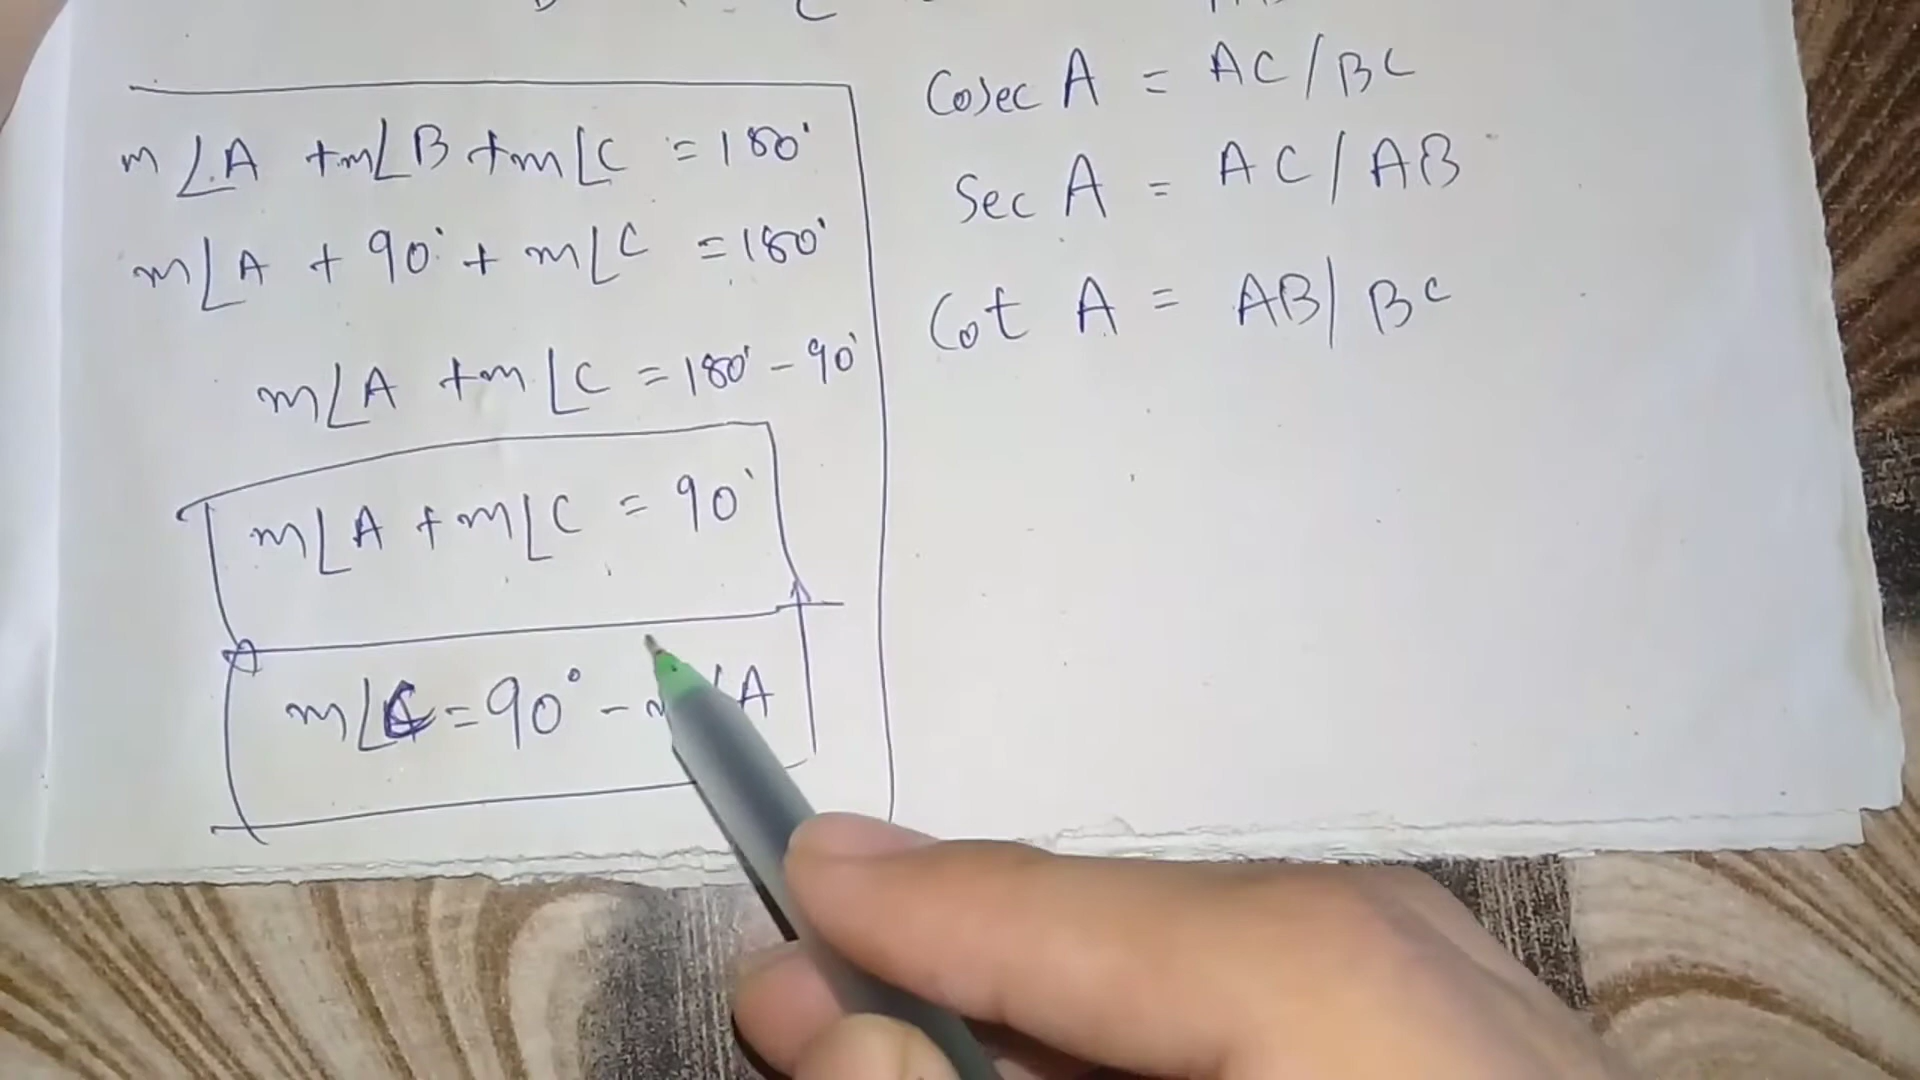 m∠A + m∠B + m∠C = 180°
m∠A + 90° + m∠C = 180°
m∠A + m∠C = 180° - 90°
m∠A + m∠C = 90°
m∠C = 90° - m∠A
Cosec A = AC/BC
Sec A = AC/AB
Cot A = AB/BC